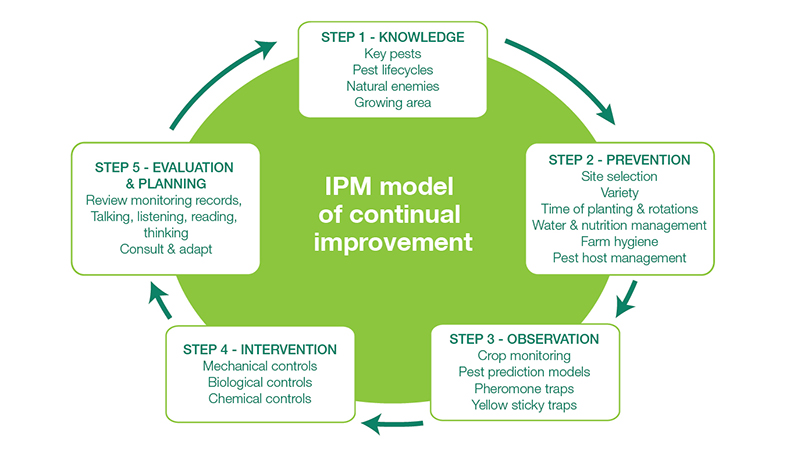 STEP 1 - KNOWLEDGE
Key pests
Pest lifecycles
Natural enemies
Growing area
STEP 2 - PREVENTION
Site selection
Variety
Time of planting & rotations
Water & nutrition management
Farm hygiene
Pest host management
STEP 3 - OBSERVATION
Crop monitoring
Pest prediction models
Pheromone traps
Yellow sticky traps
STEP 4 - INTERVENTION
Mechanical controls
Biological controls
Chemical controls
STEP 5 - EVALUATION
& PLANNING
Review monitoring records,
Talking, listening, reading,
thinking
Consult & adapt
IPM model
of continual
improvement